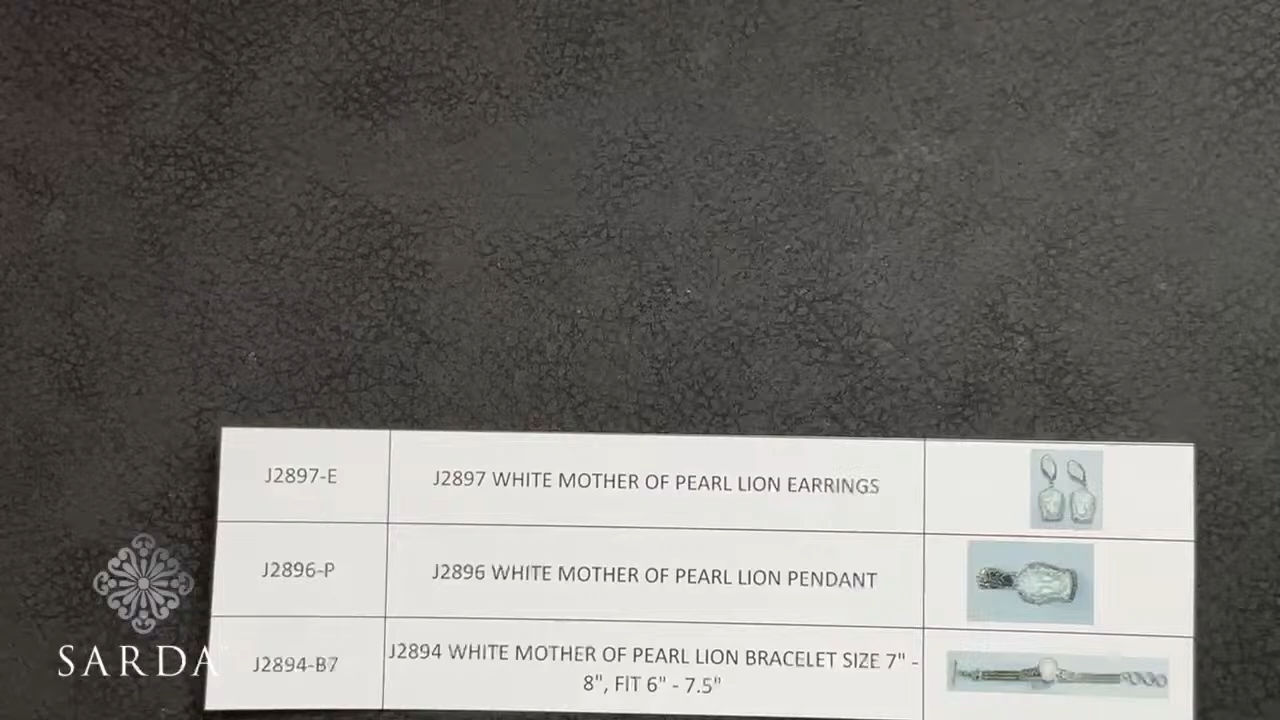 J2897-E
J2897 WHITE MOTHER OF PEARL LION EARRINGS
J2896-P
J2896 WHITE MOTHER OF PEARL LION PENDANT
J2894-B7
J2894 WHITE MOTHER OF PEARL LION BRACELET SIZE 7" -
8", FIT 6" - 7.5"
SARDA